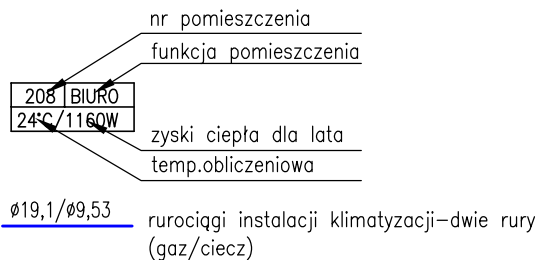 nr pomieszczenia
funkcja pomieszczenia
208 BIURO
24°C/1160W
zyski ciepła dla lata
temp.obliczeniowa
ø19,1/ø9,53
rurociągi instalacji klimatyzacji-dwie rury
(gaz/ciecz)